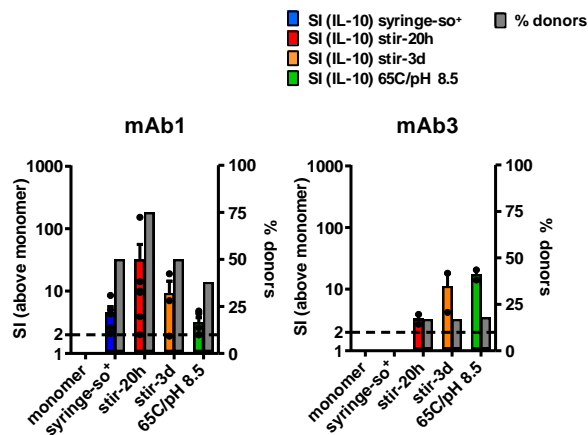 SI (IL-10) syringe-so⁺
% donors
SI (IL-10) stir-20h
SI (IL-10) stir-3d
SI (IL-10) 65C/pH 8.5
mAb1
SI (above monomer)
1000
100
10
2
1
100
75
50
25
0
% donors
monomer
syringe-so⁺
stir-20h
stir-3d
65C/pH 8.5
mAb3
SI (above monomer)
1000
100
10
2
1
100
75
50
25
0
% donors
monomer
syringe-so⁺
stir-20h
stir-3d
65C/pH 8.5